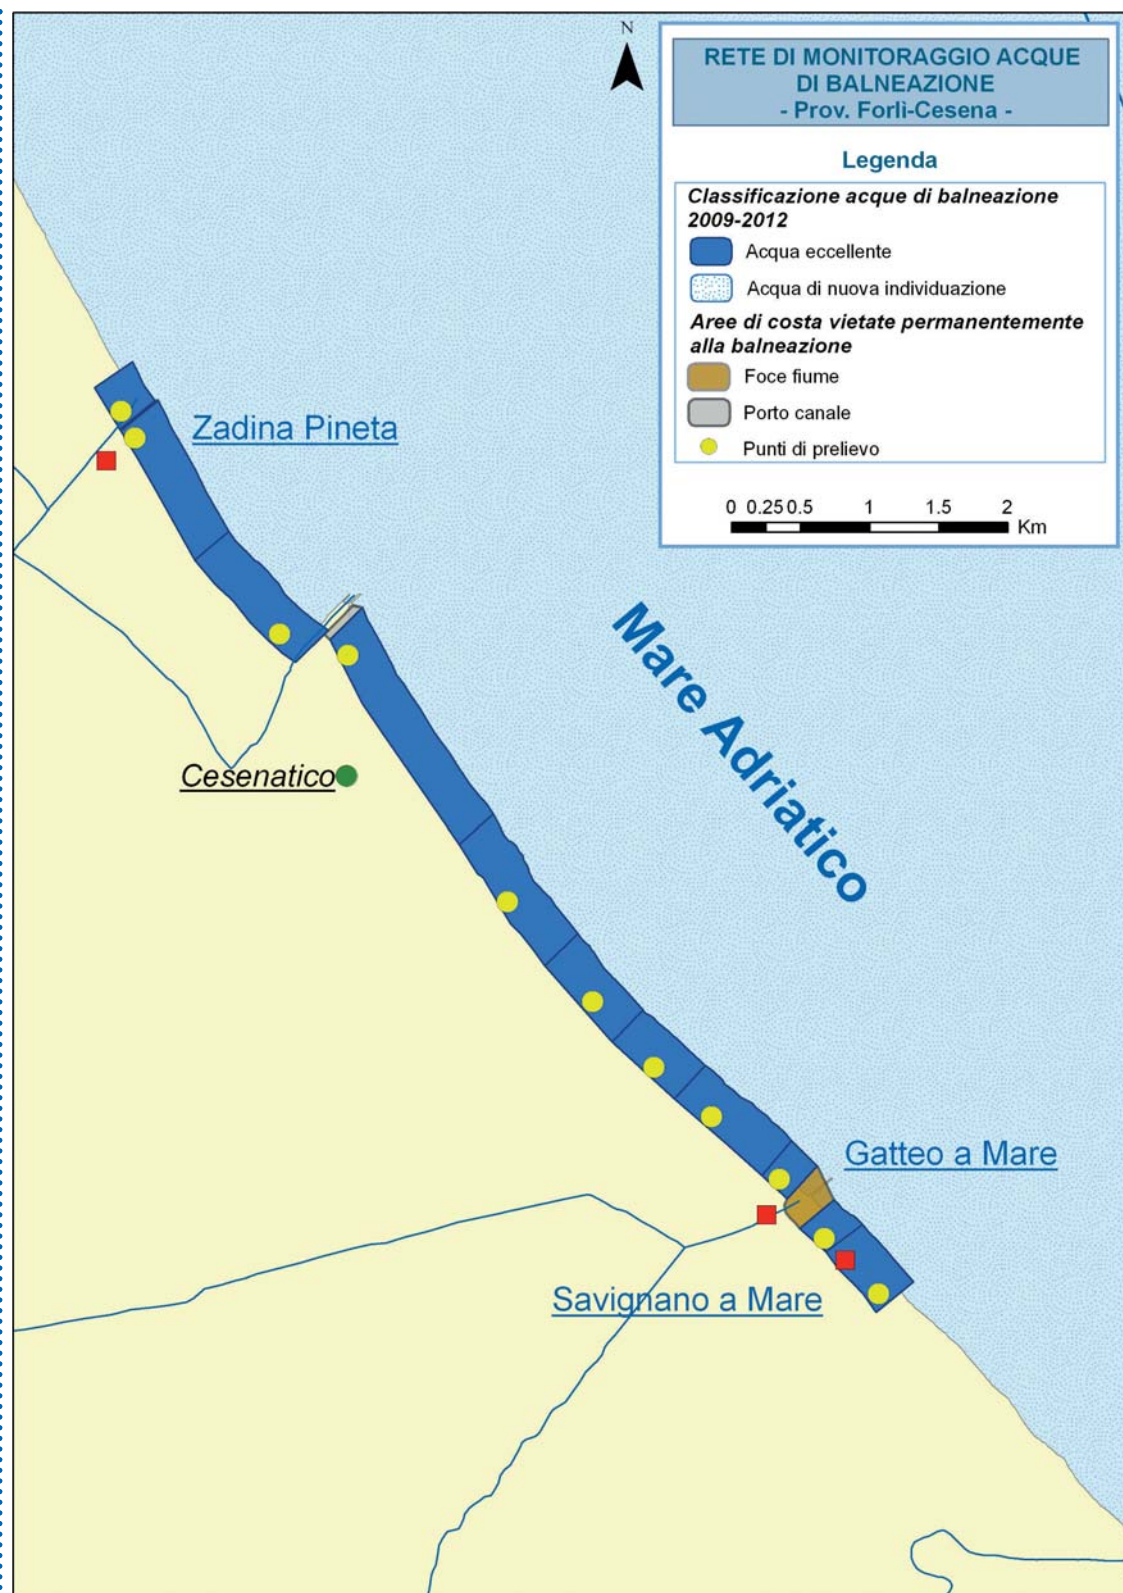 N
RETE DI MONITORAGGIO ACQUE
DI BALNEAZIONE
- Prov. Forlì-Cesena -
Legenda
Classificazione acque di balneazione
2009-2012
Acqua eccellente
Acqua di nuova individuazione
Aree di costa vietate permanentemente
alla balneazione
Foce fiume
Porto canale
Punti di prelievo
0 0.25 0.5 1 1.5 2
Km
Zadina Pineta
Mare Adriatico
Cesenatico
Gatteo a Mare
Savignano a Mare